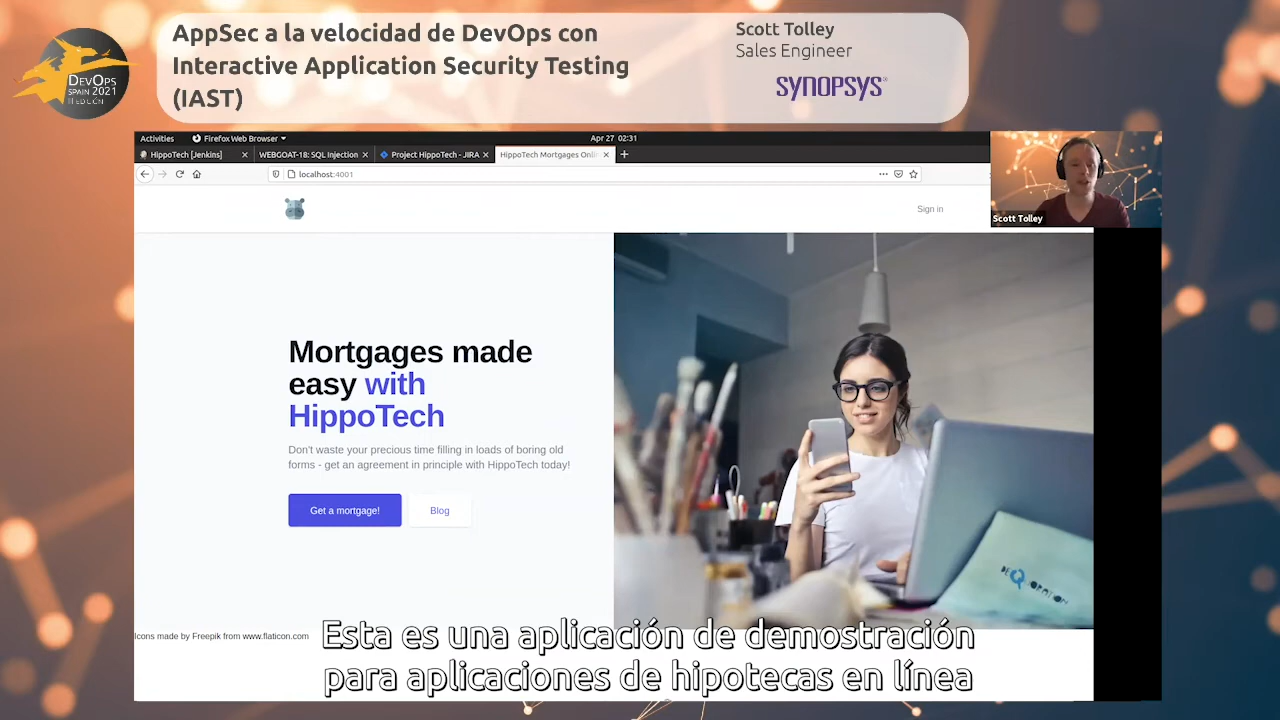 AppSec a la velocidad de DevOps con
Interactive Application Security Testing
(IAST)
Scott Tolley
Sales Engineer
SYNOPSYS®
DEVOPS
SPAIN 2021
III EDICIÓN
Activities
Firefox Web Browser
Apr 27 02:31
HippoTech [Jenkins]
WEBGOAT-18: SQL Injection
Project HippoTech - JIRA
HippoTech Mortgages Onli
localhost:4001
Sign in
Scott Tolley
Mortgages made
easy with
HippoTech
Don't waste your precious time filling in loads of boring old
forms - get an agreement in principle with HippoTech today!
Get a mortgage!
Blog
Icons made by Freepik from www.flaticon.com
Esta es una aplicación de demostración
para aplicaciones de hipotecas en línea